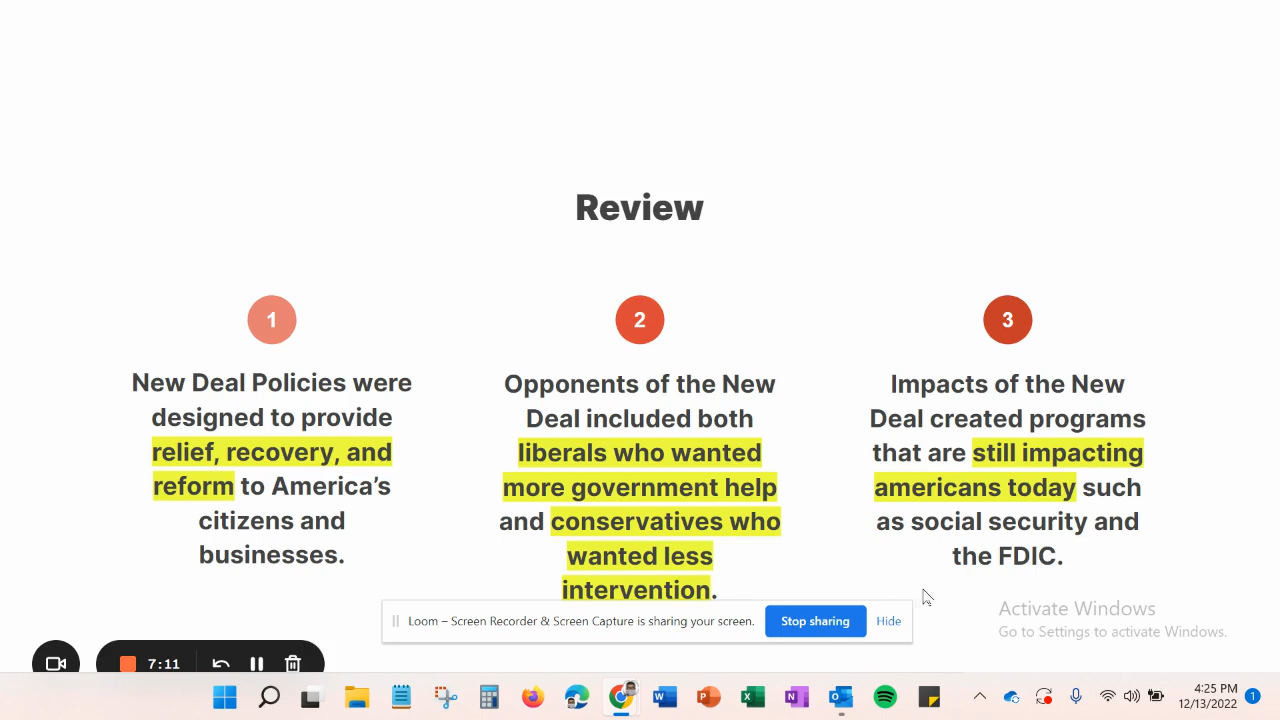 Review
1
New Deal Policies were
designed to provide
relief, recovery, and
reform to America's
citizens and
businesses.
2
Opponents of the New
Deal included both
liberals who wanted
more government help
and conservatives who
wanted less
intervention.
3
Impacts of the New
Deal created programs
that are still impacting
americans today such
as social security and
the FDIC.
Loom – Screen Recorder & Screen Capture is sharing your screen.
Stop sharing
Hide
Activate Windows
Go to Settings to activate Windows.
7:11
4:25 PM
12/13/2022
1